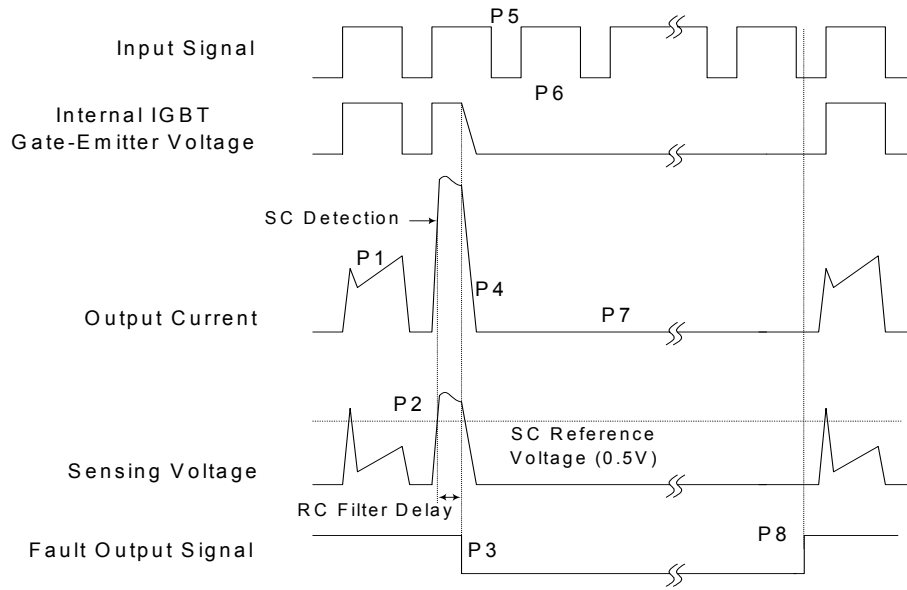 P5
Input Signal
P6
Internal IGBT
Gate-Emitter Voltage
SC Detection
P1
P4
Output Current
P7
P2
SC Reference
Voltage (0.5V)
Sensing Voltage
RC Filter Delay
Fault Output Signal
P3
P8